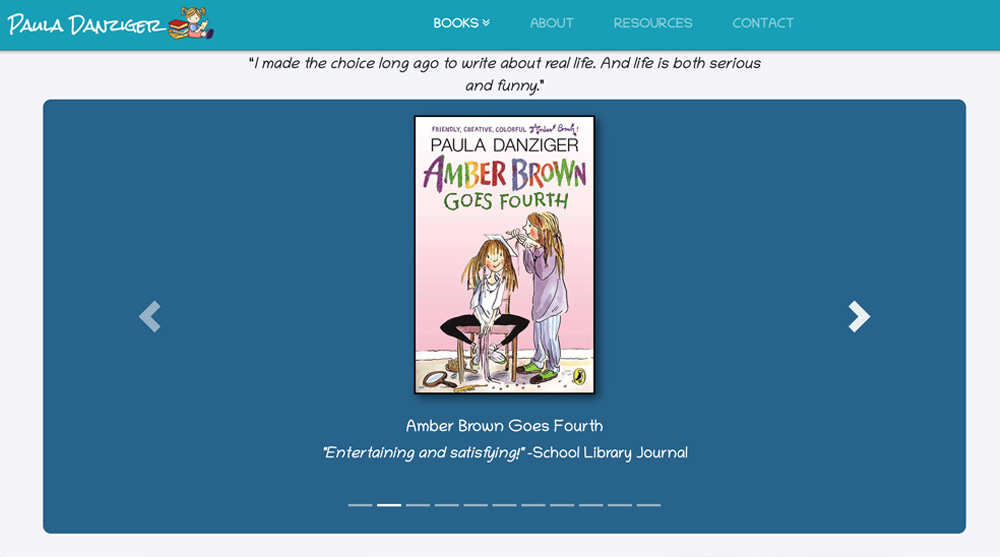 Paula Danziger
BOOKS
ABOUT
RESOURCES
CONTACT
"I made the choice long ago to write about real life. And life is both serious
and funny."
FRIENDLY, CREATIVE, COLORFUL Amber Brown!
PAULA DANZIGER
AMBER BROWN
GOES FOURTH
Amber Brown Goes Fourth
"Entertaining and satisfying!" -School Library Journal